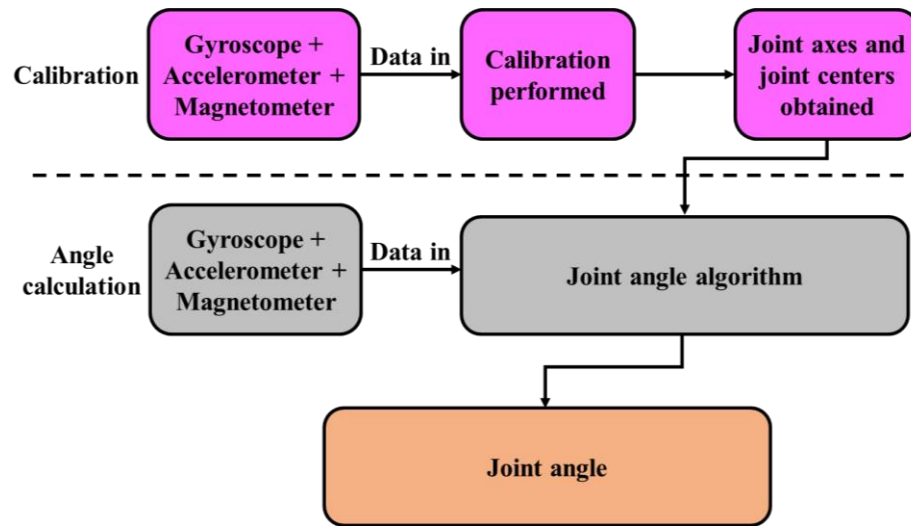 Calibration
Gyroscope +
Accelerometer +
Magnetometer
Data in
Calibration
performed
Joint axes and
joint centers
obtained
Angle
calculation
Gyroscope +
Accelerometer +
Magnetometer
Data in
Joint angle algorithm
Joint angle